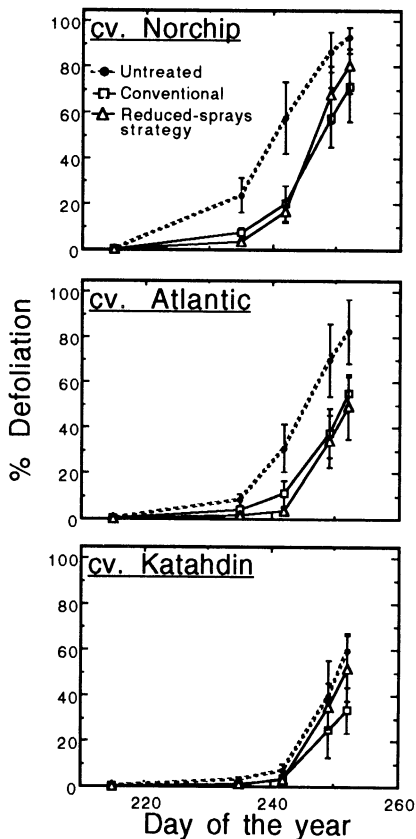 cv. Norchip
Untreated
Conventional
Reduced-sprays
strategy
100
80
60
40
20
0
cv. Atlantic
100
80
60
40
20
0
% Defoliation
cv. Katahdin
100
80
60
40
20
0
220
240
260
Day of the year